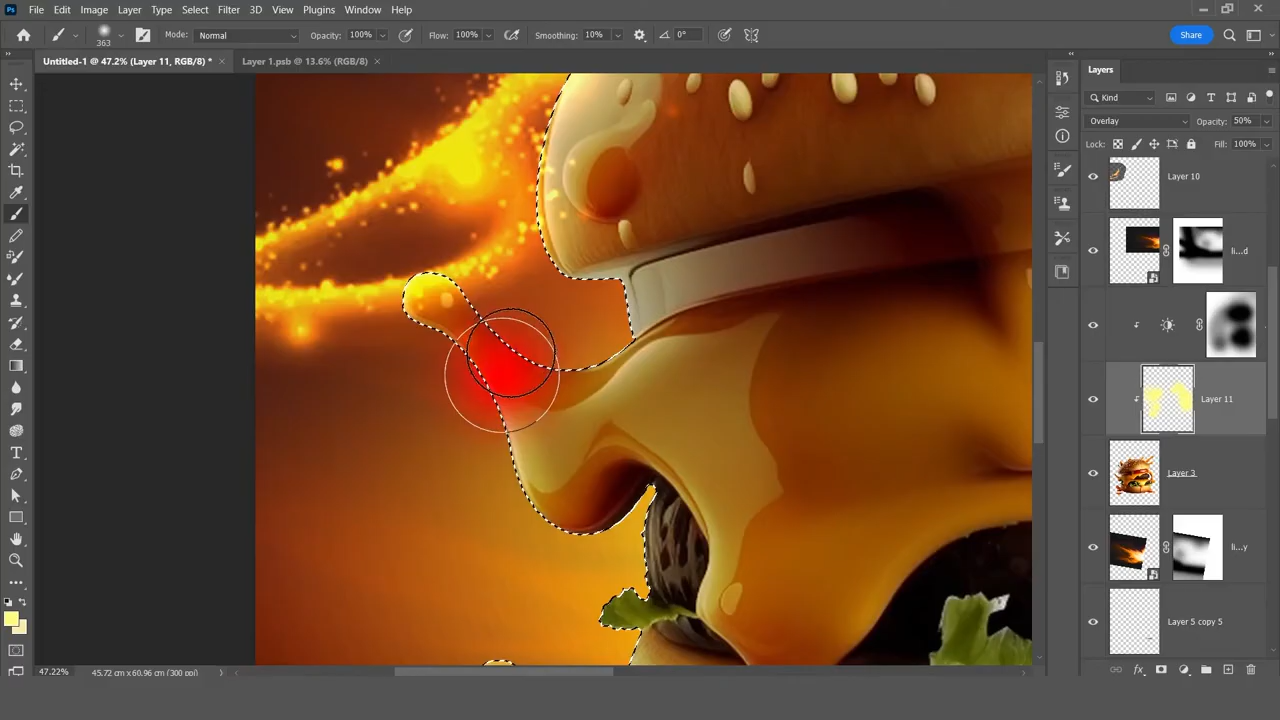 Ps File Edit Image Layer Type Select Filter 3D View Plugins Window Help
363 Mode: Normal Opacity: 100% Flow: 100% Smoothing: 10% 0° Share
Untitled-1 @ 47.2% (Layer 11, RGB/8) * × Layer 1.psb @ 13.6% (RGB/8) ×
Layers
Kind
Overlay Opacity: 50%
Lock: Fill: 100%
Layer 10
li...d
Layer 11
Layer 3
li...y
Layer 5 copy 5
47.22% 45.72 cm x 60.96 cm (300 ppi)